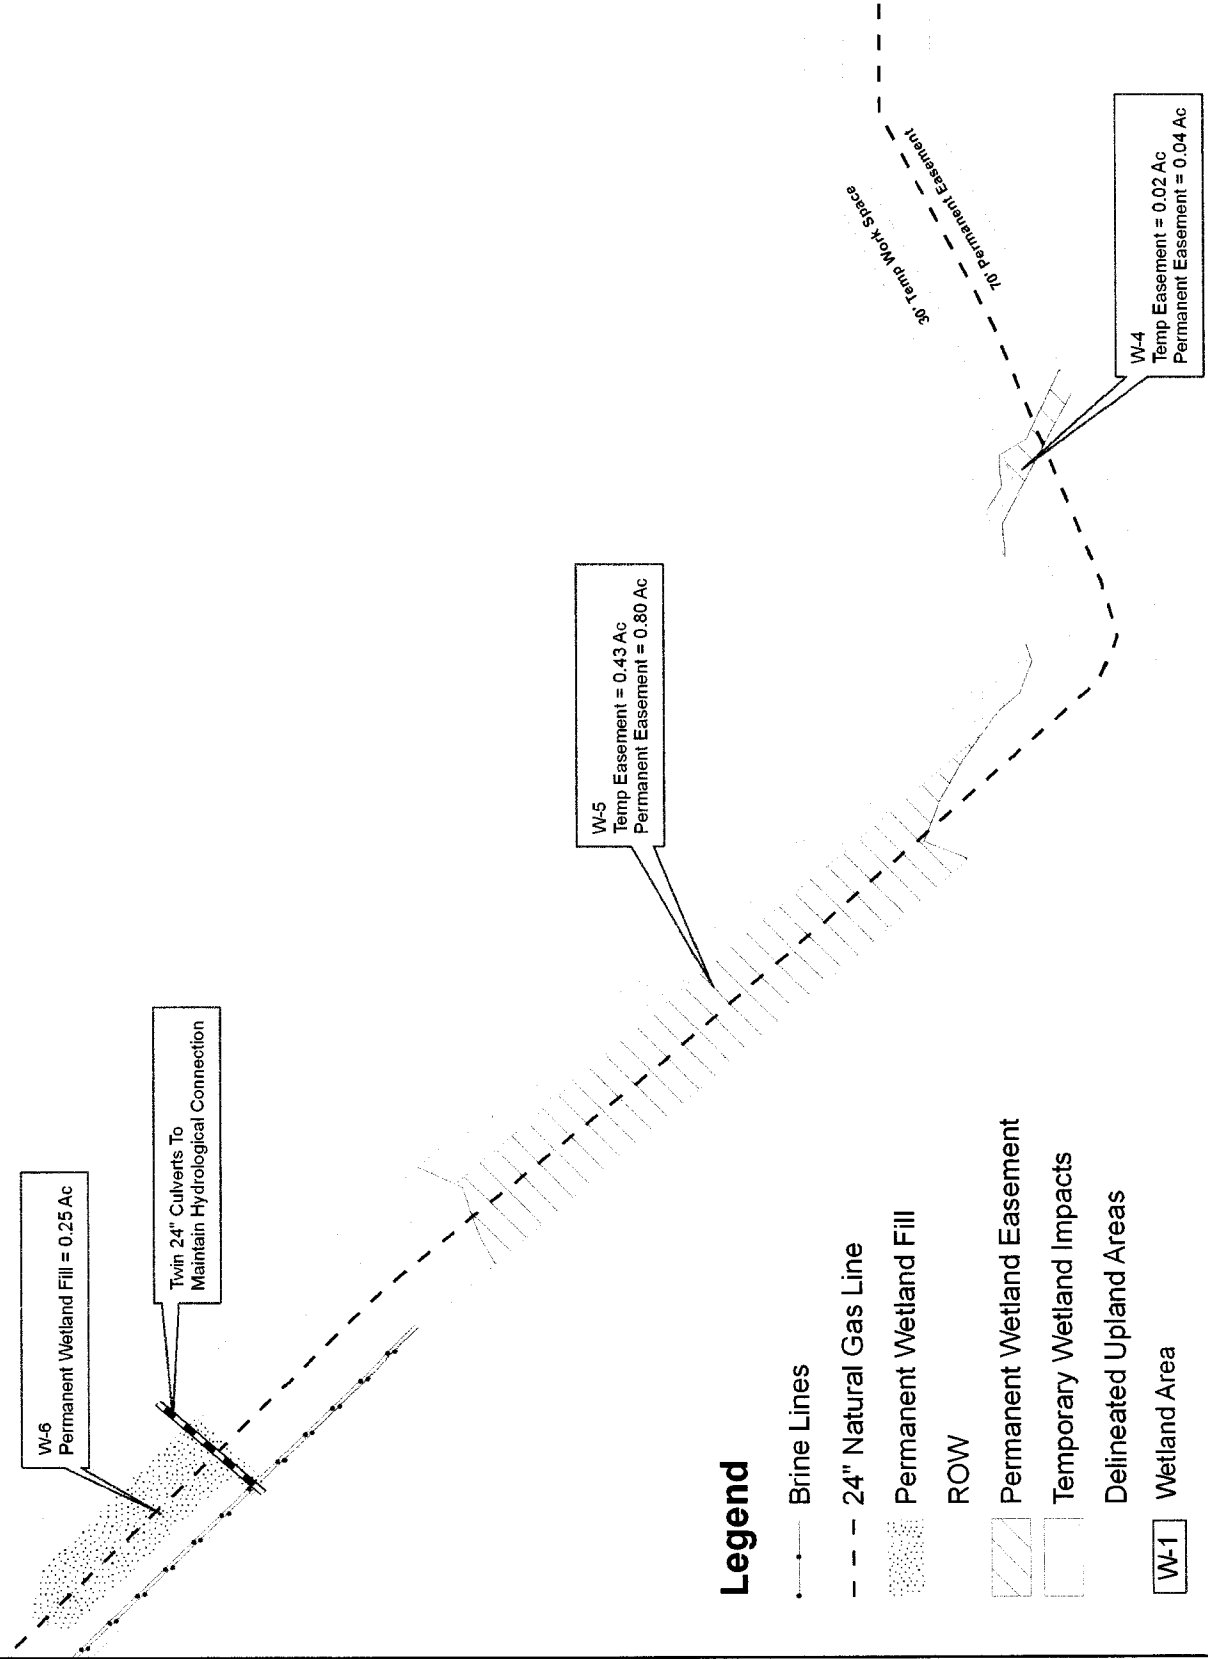 W-6
Permanent Wetland Fill = 0.25 Ac
Twin 24" Culverts To
Maintain Hydrological Connection
W-5
Temp Easement = 0.43 Ac
Permanent Easement = 0.80 Ac
30' Temp Work Space
70' Permanent Easement
W-4
Temp Easement = 0.02 Ac
Permanent Easement = 0.04 Ac
Legend
Brine Lines
24" Natural Gas Line
Permanent Wetland Fill
ROW
Permanent Wetland Easement
Temporary Wetland Impacts
Delineated Upland Areas
W-1 Wetland Area